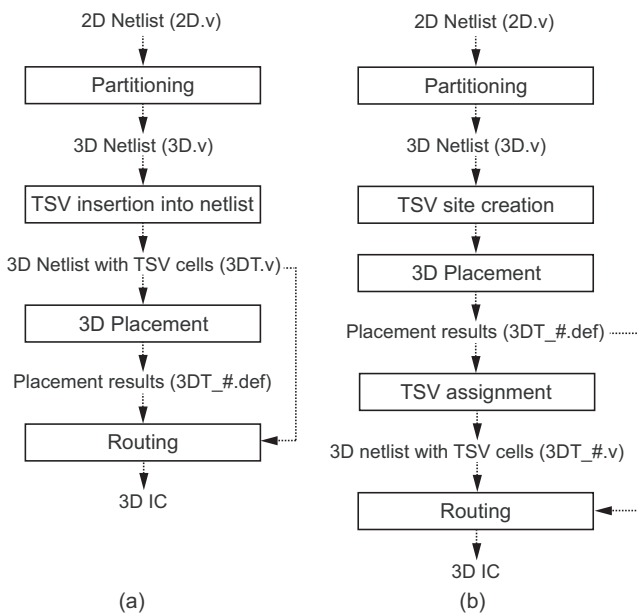 2D Netlist (2D.v)
Partitioning
3D Netlist (3D.v)
TSV insertion into netlist
3D Netlist with TSV cells (3DT.v)
3D Placement
Placement results (3DT_#.def)
Routing
3D IC
(a)
2D Netlist (2D.v)
Partitioning
3D Netlist (3D.v)
TSV site creation
3D Placement
Placement results (3DT_#.def)
TSV assignment
3D netlist with TSV cells (3DT_#.v)
Routing
3D IC
(b)